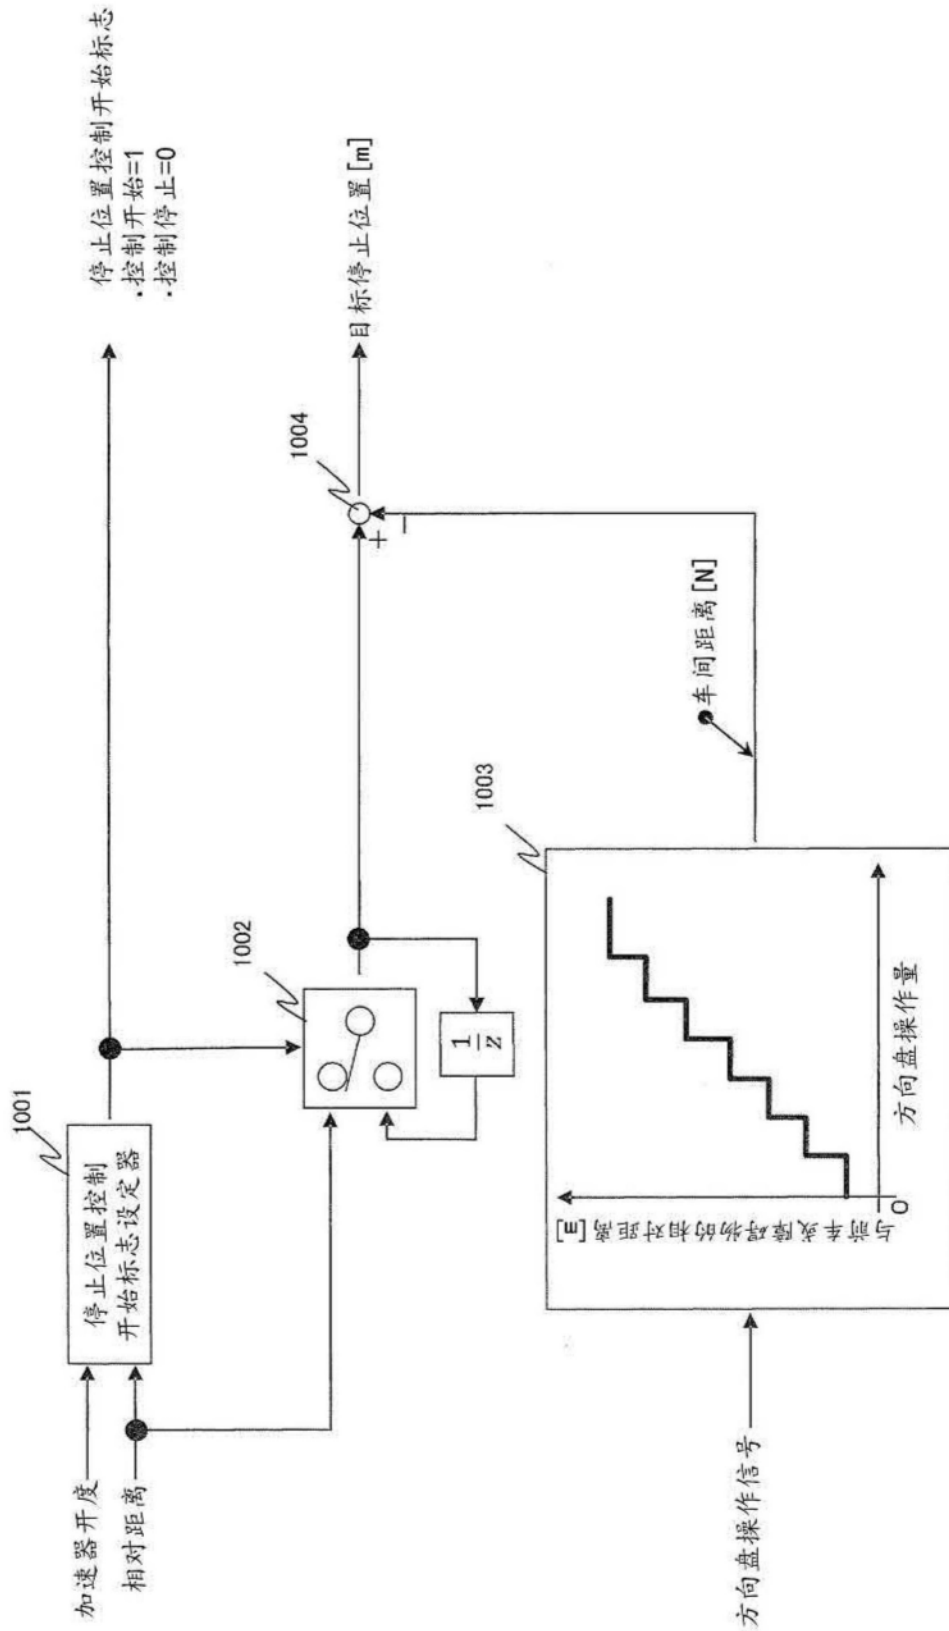 加速器开度
相对距离
1001
停止位置控制
开始标志设定器
停止位置控制开始标志
·控制开始=1
·控制停止=0
1002
1
z
+
−
1004
目标停止位置[m]
车间距离[N]
1003
与前车或障碍物的相对距离[m]
0
方向盘操作量
方向盘操作信号